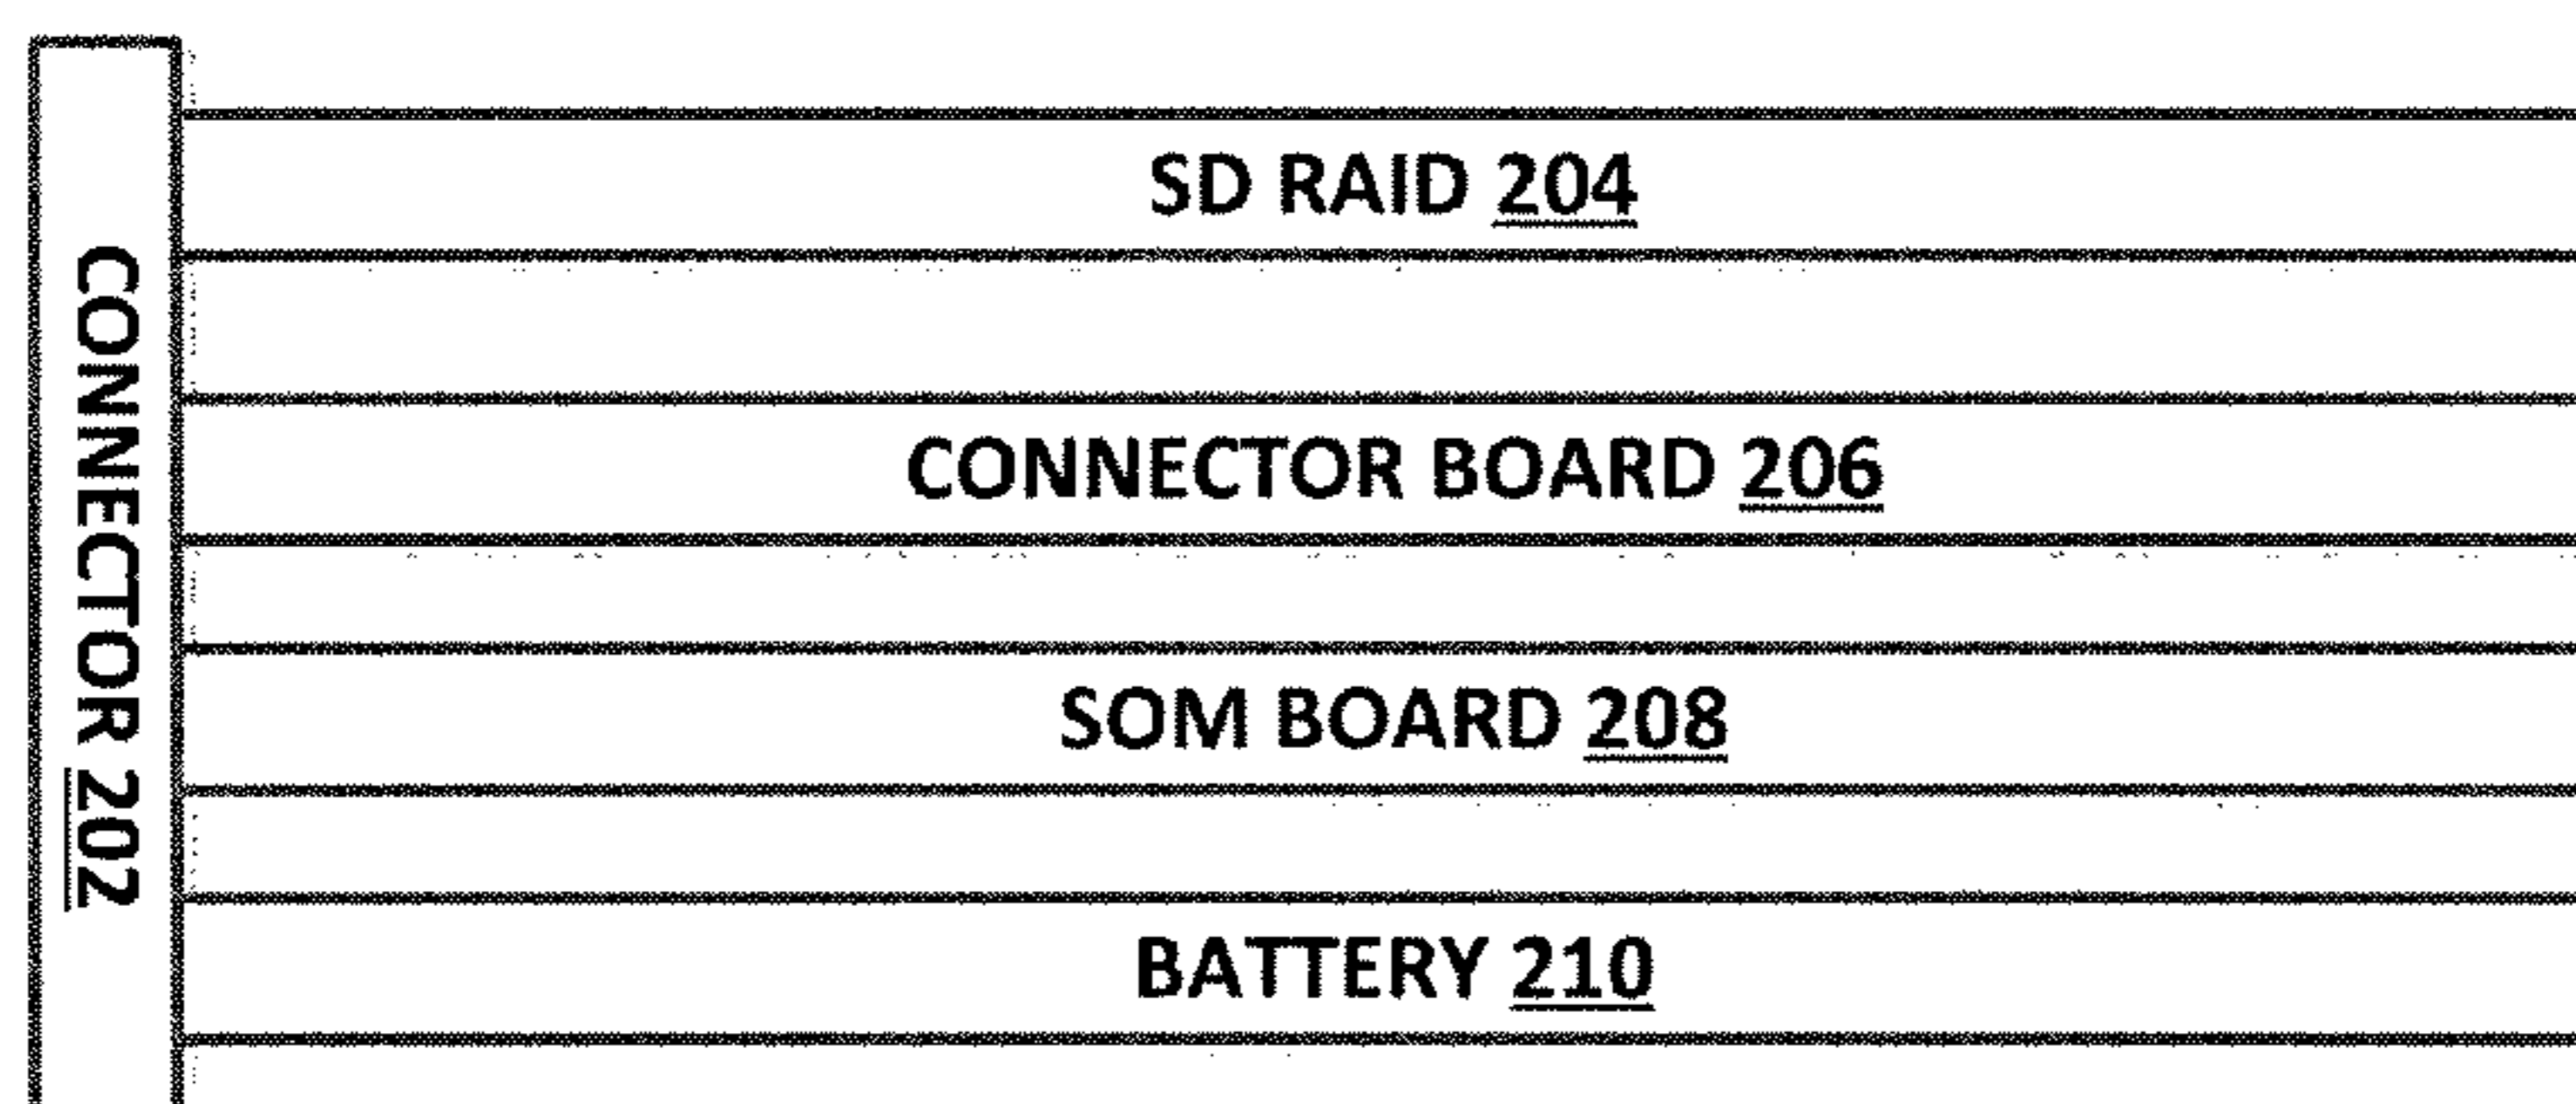 CONNECTOR 202
SD RAID 204
CONNECTOR BOARD 206
SOM BOARD 208
BATTERY 210